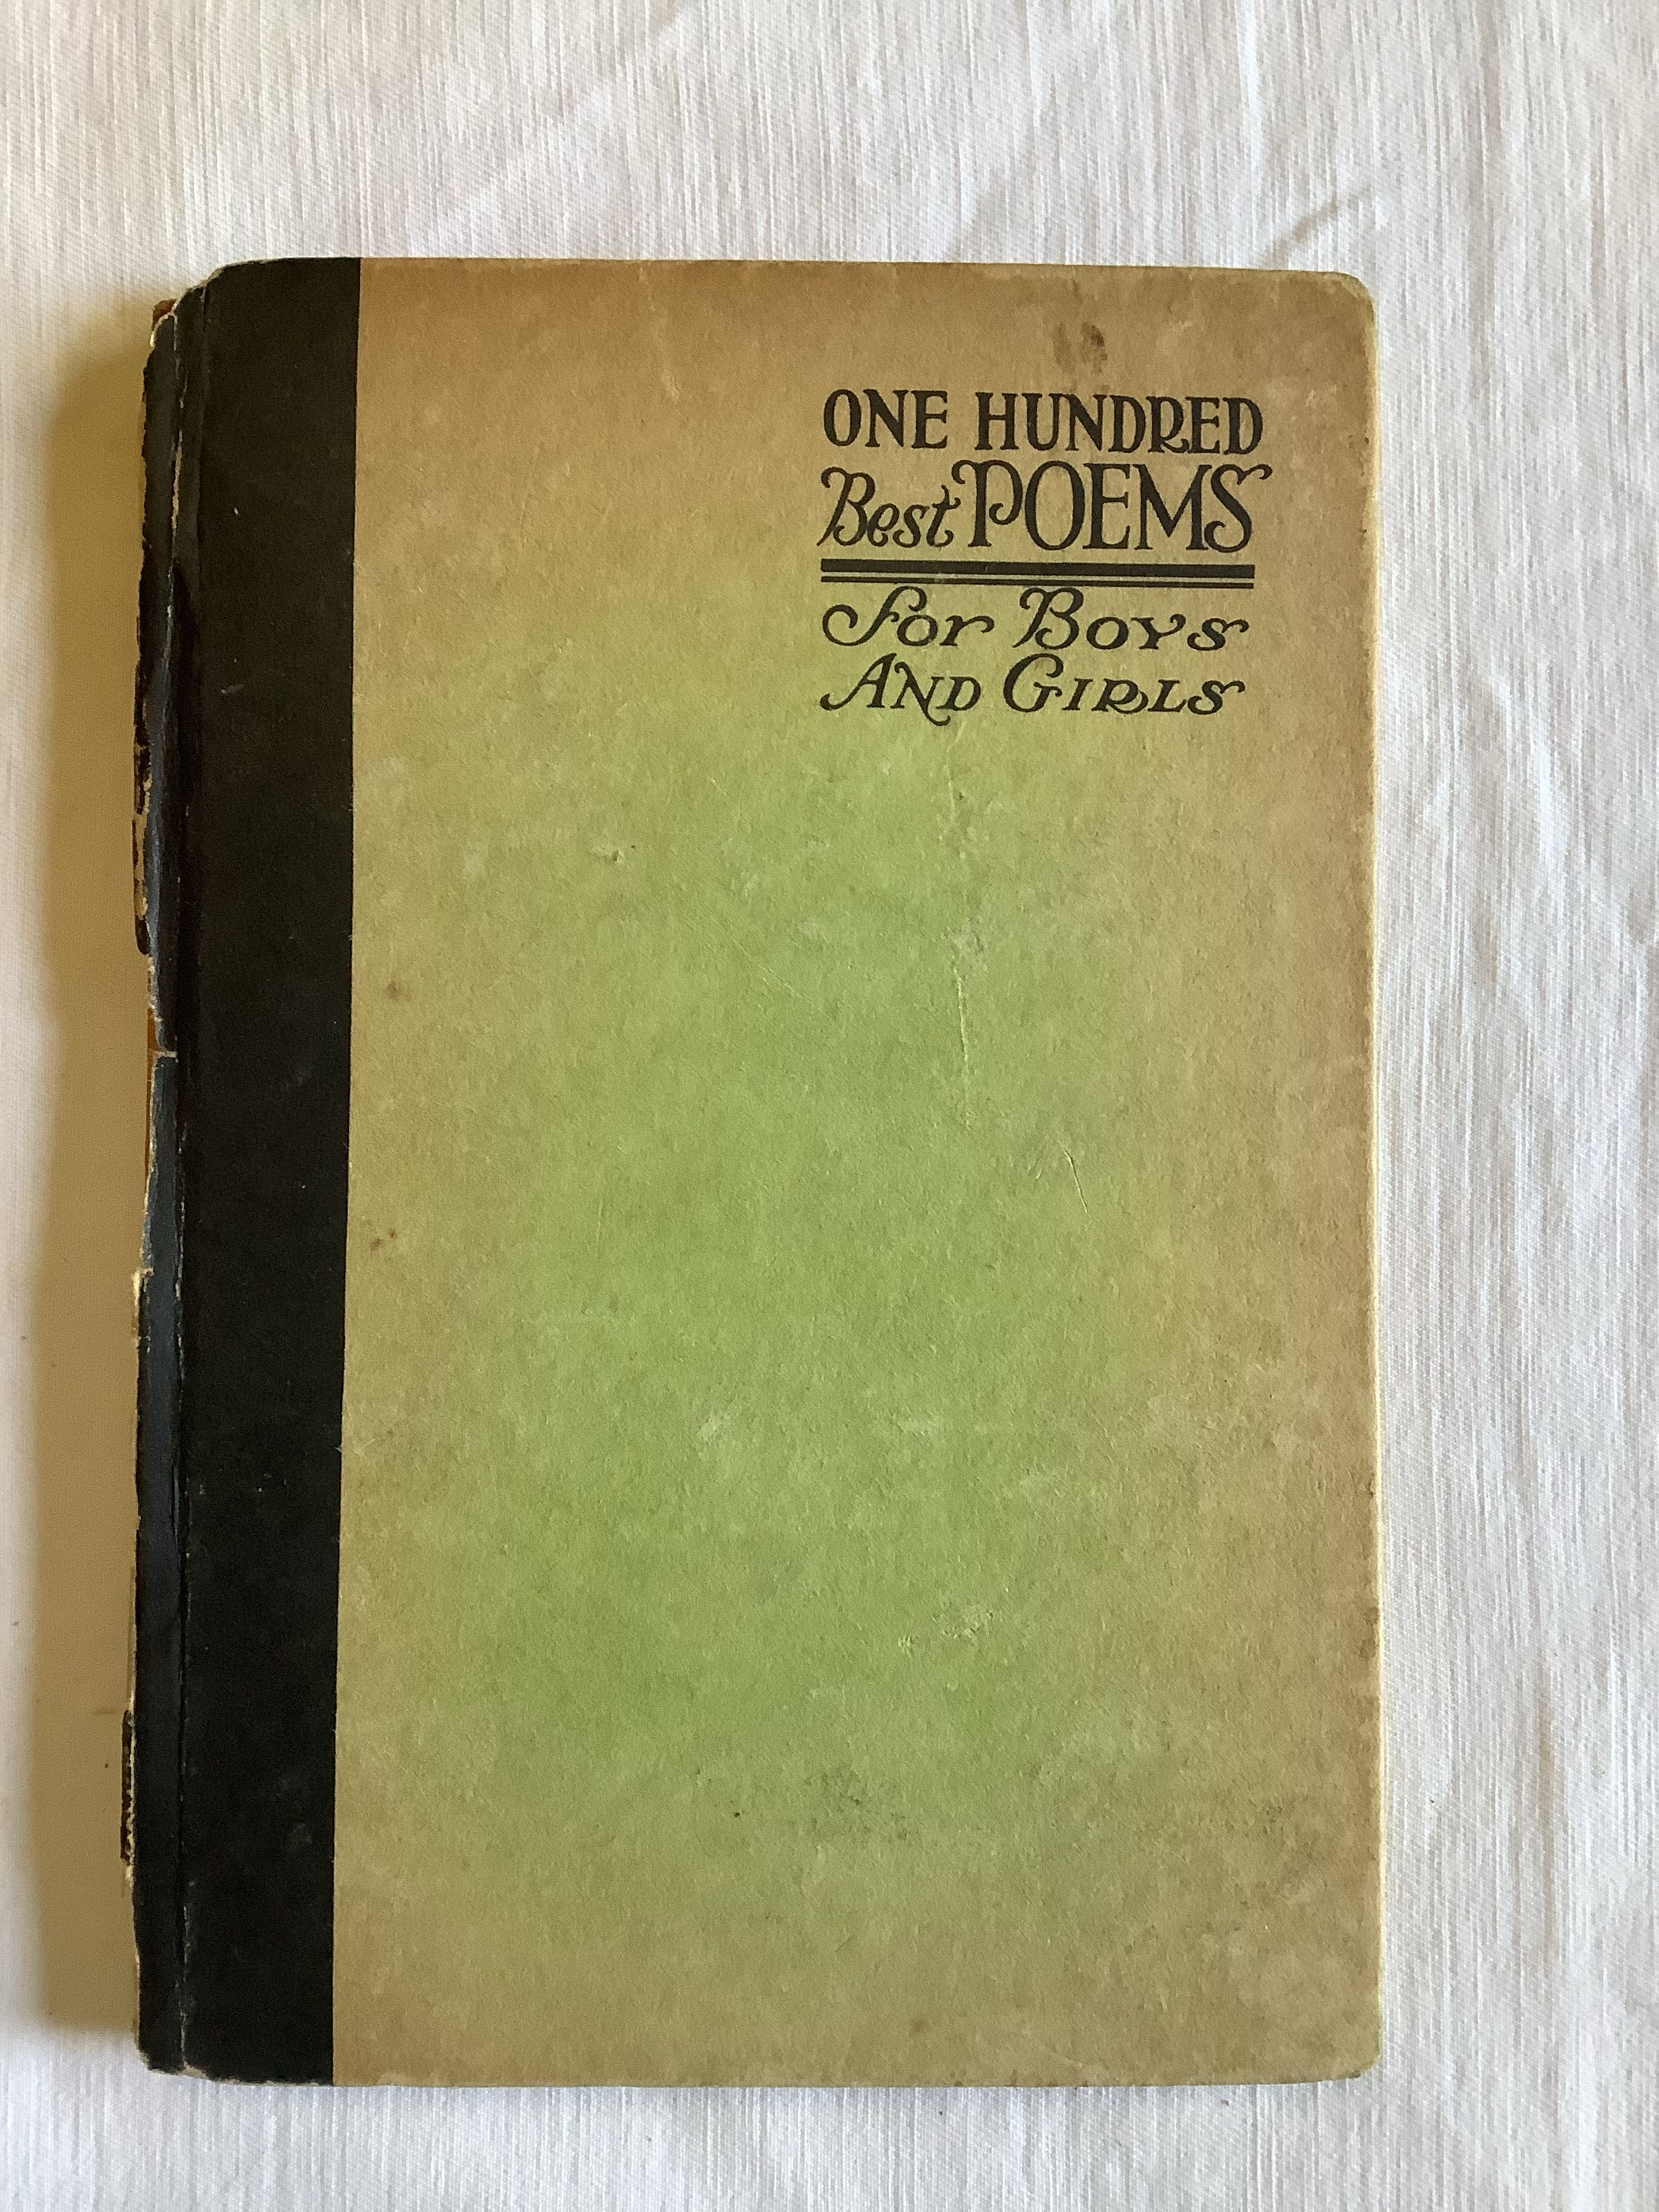 ONE HUNDRED
Best POEMS
For BOYS
AND GIRLS